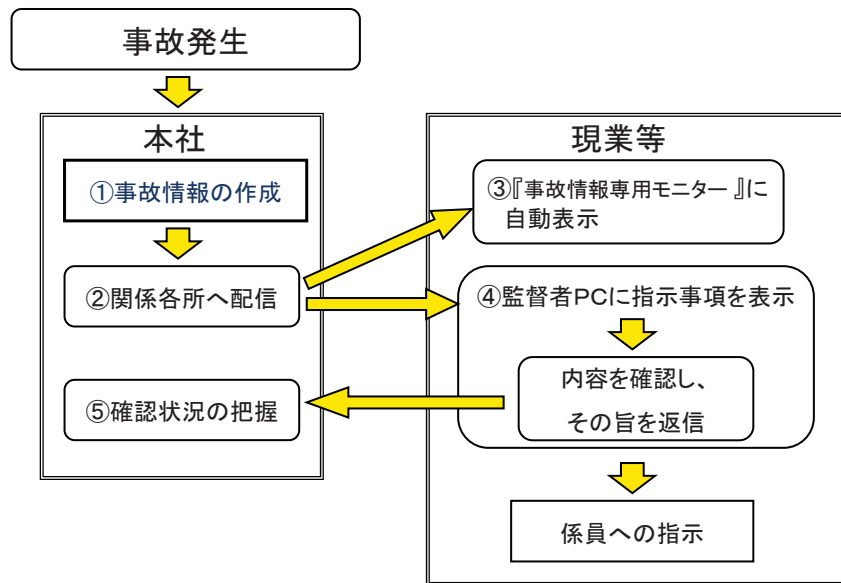 事故発生
本社
①事故情報の作成
②関係各所へ配信
⑤確認状況の把握
現業等
③『事故情報専用モニター 』に
自動表示
④監督者PCに指示事項を表示
内容を確認し、
その旨を返信
係員への指示